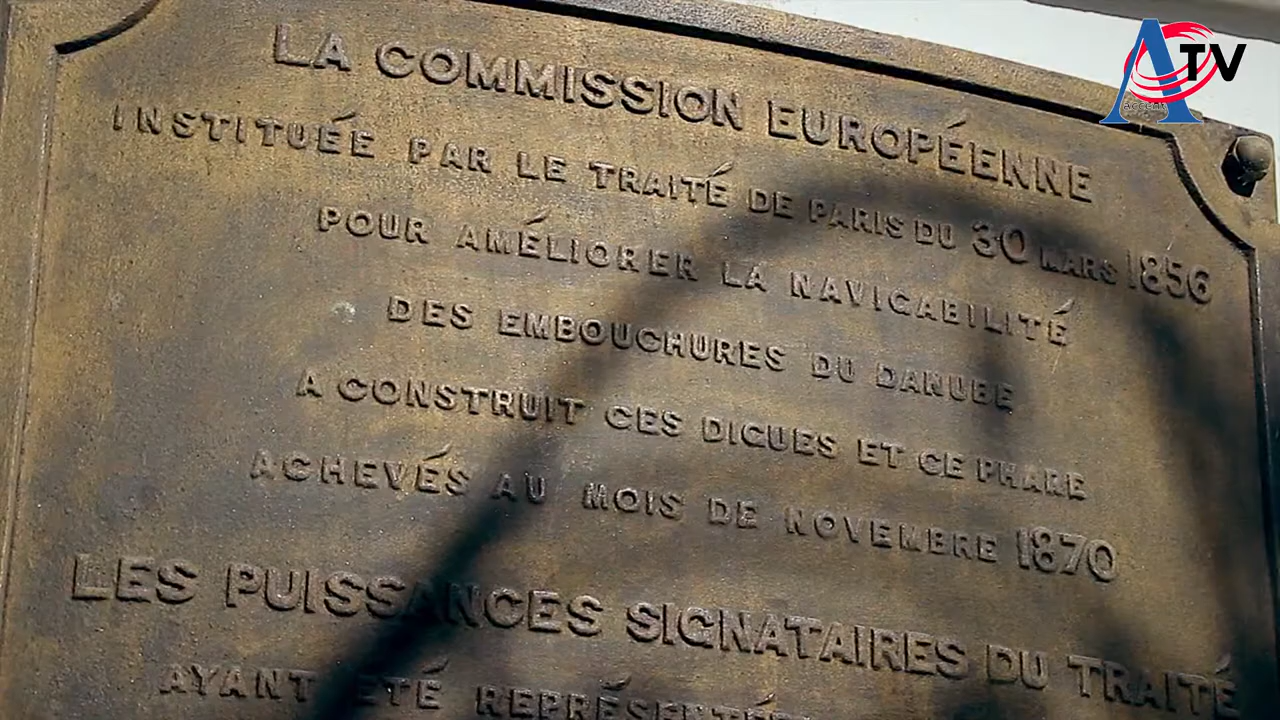 LA COMMISSION EUROPÉENNE
INSTITUÉE PAR LE TRAITÉ DE PARIS DU 30 MARS 1856
POUR AMÉLIORER LA NAVIGABILITÉ
DES EMBOUCHURES DU DANUBE
A CONSTRUIT CES DIGUES ET CE PHARE
ACHEVÉS AU MOIS DE NOVEMBRE 1870
LES PUISSANCES SIGNATAIRES DU TRAITÉ
AYANT ÉTÉ
A TV
ACCENT